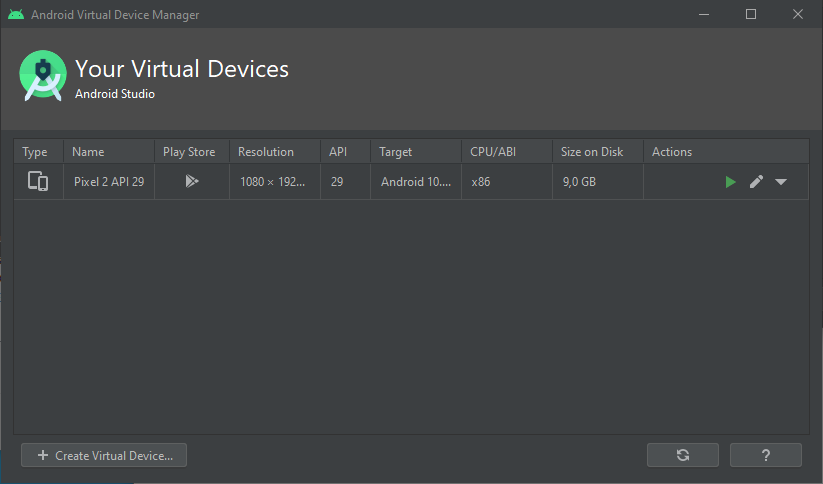 Android Virtual Device Manager
Your Virtual Devices
Android Studio
Type Name Play Store Resolution API Target CPU/ABI Size on Disk Actions
Pixel 2 API 29 1080 × 192... 29 Android 10.... x86 9,0 GB
+ Create Virtual Device... ?